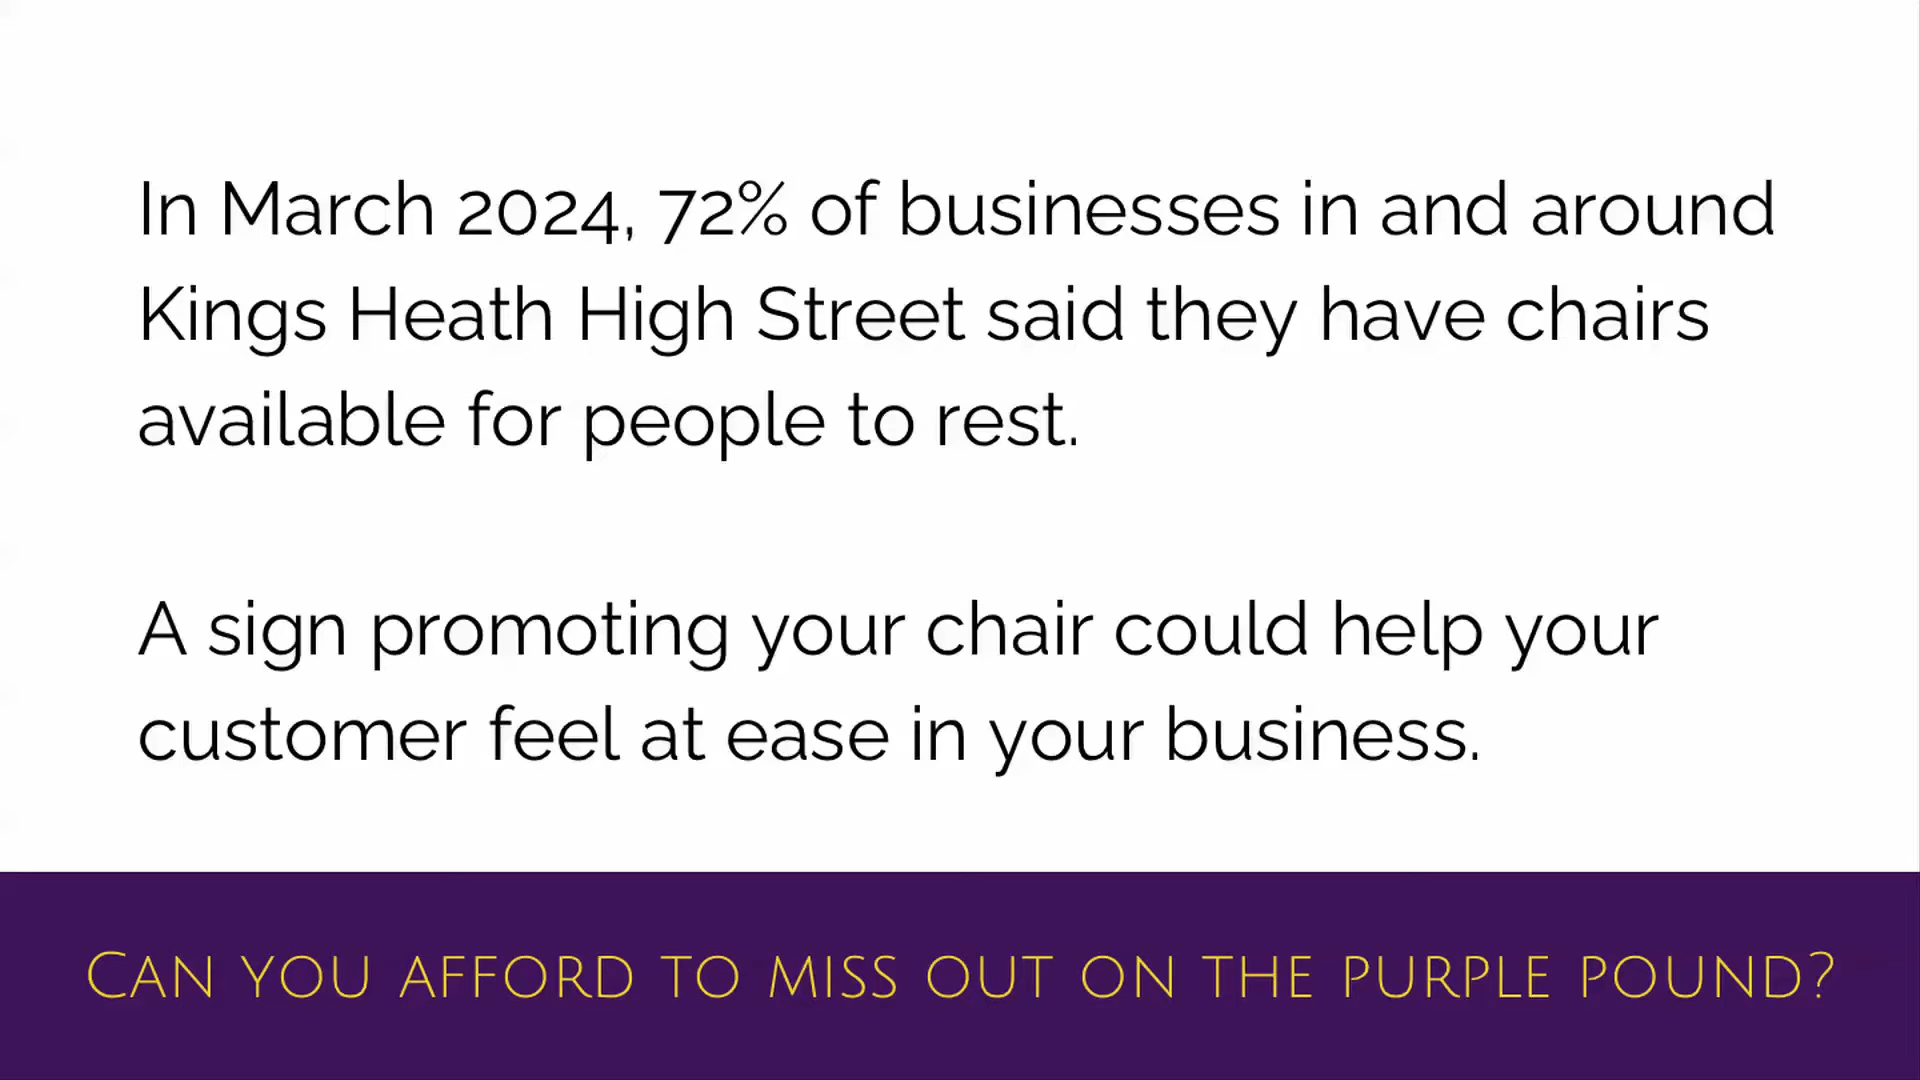 In March 2024, 72% of businesses in and around
Kings Heath High Street said they have chairs
available for people to rest.
A sign promoting your chair could help your
customer feel at ease in your business.
Can you afford to miss out on the purple pound?